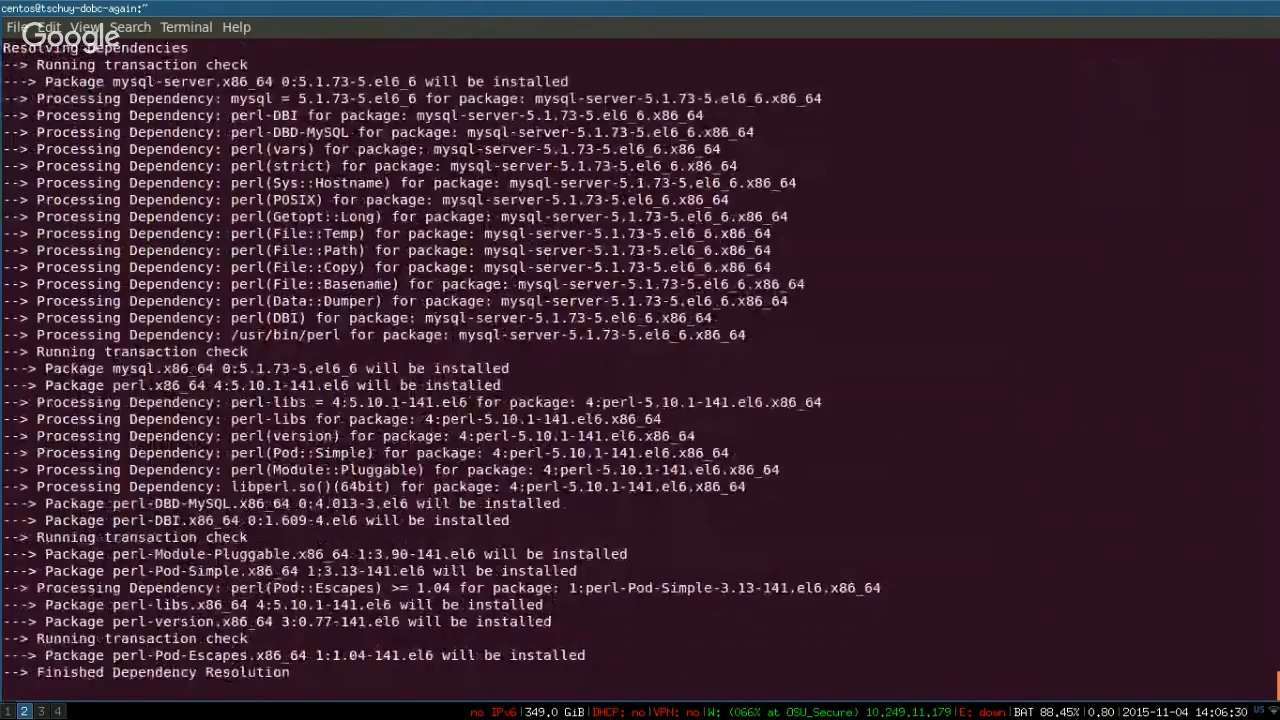 centos@tschuy-dobc-again:~
File Edit View Search Terminal Help
Google
Resolving Dependencies
--> Running transaction check
---> Package mysql-server.x86_64 0:5.1.73-5.el6_6 will be installed
--> Processing Dependency: mysql = 5.1.73-5.el6_6 for package: mysql-server-5.1.73-5.el6_6.x86_64
--> Processing Dependency: perl-DBI for package: mysql-server-5.1.73-5.el6_6.x86_64
--> Processing Dependency: perl-DBD-MySQL for package: mysql-server-5.1.73-5.el6_6.x86_64
--> Processing Dependency: perl(vars) for package: mysql-server-5.1.73-5.el6_6.x86_64
--> Processing Dependency: perl(strict) for package: mysql-server-5.1.73-5.el6_6.x86_64
--> Processing Dependency: perl(Sys::Hostname) for package: mysql-server-5.1.73-5.el6_6.x86_64
--> Processing Dependency: perl(POSIX) for package: mysql-server-5.1.73-5.el6_6.x86_64
--> Processing Dependency: perl(Getopt::Long) for package: mysql-server-5.1.73-5.el6_6.x86_64
--> Processing Dependency: perl(File::Temp) for package: mysql-server-5.1.73-5.el6_6.x86_64
--> Processing Dependency: perl(File::Path) for package: mysql-server-5.1.73-5.el6_6.x86_64
--> Processing Dependency: perl(File::Copy) for package: mysql-server-5.1.73-5.el6_6.x86_64
--> Processing Dependency: perl(File::Basename) for package: mysql-server-5.1.73-5.el6_6.x86_64
--> Processing Dependency: perl(Data::Dumper) for package: mysql-server-5.1.73-5.el6_6.x86_64
--> Processing Dependency: perl(DBI) for package: mysql-server-5.1.73-5.el6_6.x86_64
--> Processing Dependency: /usr/bin/perl for package: mysql-server-5.1.73-5.el6_6.x86_64
--> Running transaction check
---> Package mysql.x86_64 0:5.1.73-5.el6_6 will be installed
---> Package perl.x86_64 4:5.10.1-141.el6 will be installed
--> Processing Dependency: perl-libs = 4:5.10.1-141.el6 for package: 4:perl-5.10.1-141.el6.x86_64
--> Processing Dependency: perl-libs for package: 4:perl-5.10.1-141.el6.x86_64
--> Processing Dependency: perl(version) for package: 4:perl-5.10.1-141.el6.x86_64
--> Processing Dependency: perl(Pod::Simple) for package: 4:perl-5.10.1-141.el6.x86_64
--> Processing Dependency: perl(Module::Pluggable) for package: 4:perl-5.10.1-141.el6.x86_64
--> Processing Dependency: libperl.so()(64bit) for package: 4:perl-5.10.1-141.el6.x86_64
---> Package perl-DBD-MySQL.x86_64 0:4.013-3.el6 will be installed
---> Package perl-DBI.x86_64 0:1.609-4.el6 will be installed
--> Running transaction check
---> Package perl-Module-Pluggable.x86_64 1:3.90-141.el6 will be installed
---> Package perl-Pod-Simple.x86_64 1:3.13-141.el6 will be installed
--> Processing Dependency: perl(Pod::Escapes) >= 1.04 for package: 1:perl-Pod-Simple-3.13-141.el6.x86_64
---> Package perl-libs.x86_64 4:5.10.1-141.el6 will be installed
---> Package perl-version.x86_64 3:0.77-141.el6 will be installed
--> Running transaction check
---> Package perl-Pod-Escapes.x86_64 1:1.04-141.el6 will be installed
--> Finished Dependency Resolution
1 2 3 4 no IPv6|349.0 GiB|DHCP: no|VPN: no|W: (066% at OSU_Secure) 10.249.11.179|E: down|BAT 88.45%|0.80|2015-11-04 14:06:30 US